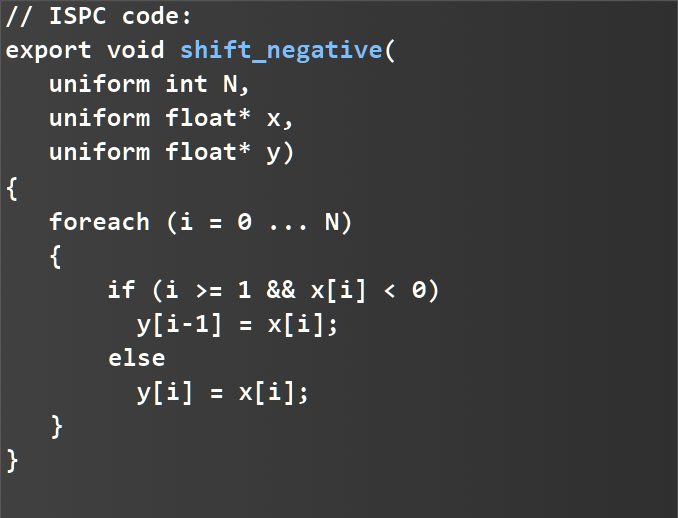 // ISPC code:
export void shift_negative(
   uniform int N,
   uniform float* x,
   uniform float* y)
{
   foreach (i = 0 ... N)
   {
       if (i >= 1 && x[i] < 0)
         y[i-1] = x[i];
       else
         y[i] = x[i];
   }
}